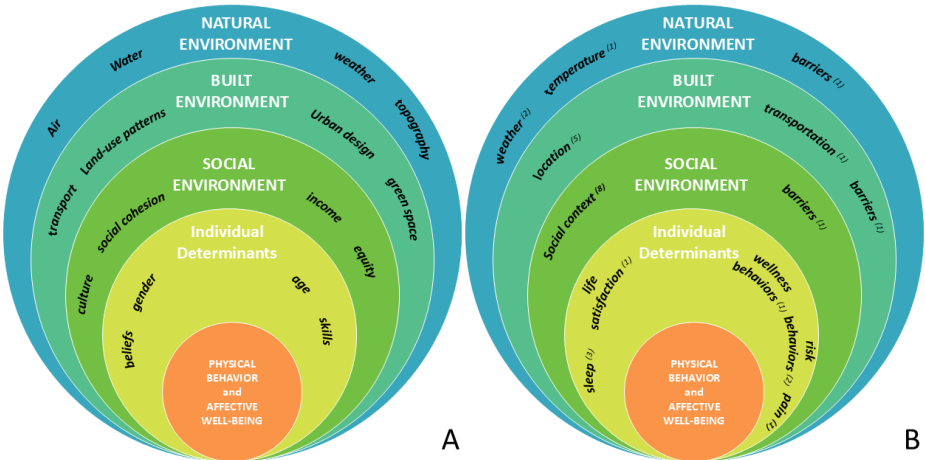 NATURAL
ENVIRONMENT
Water
weather
Air
topography
BUILT
ENVIRONMENT
Land-use patterns
Urban design
transport
green space
SOCIAL
ENVIRONMENT
social cohesion
income
culture
equity
Individual
Determinants
gender
age
beliefs
skills
PHYSICAL
BEHAVIOR
and
AFFECTIVE
WELL-BEING
A
NATURAL
ENVIRONMENT
temperature (1)
barriers (1)
weather (2)
BUILT
ENVIRONMENT
transportation (1)
location (5)
barriers (1)
SOCIAL
ENVIRONMENT
Social context (8)
barriers (1)
Individual
Determinants
life
satisfaction (1)
wellness
behaviors (1)
sleep (3)
risk
behaviors (2)
pain (1)
PHYSICAL
BEHAVIOR
and
AFFECTIVE
WELL-BEING
B